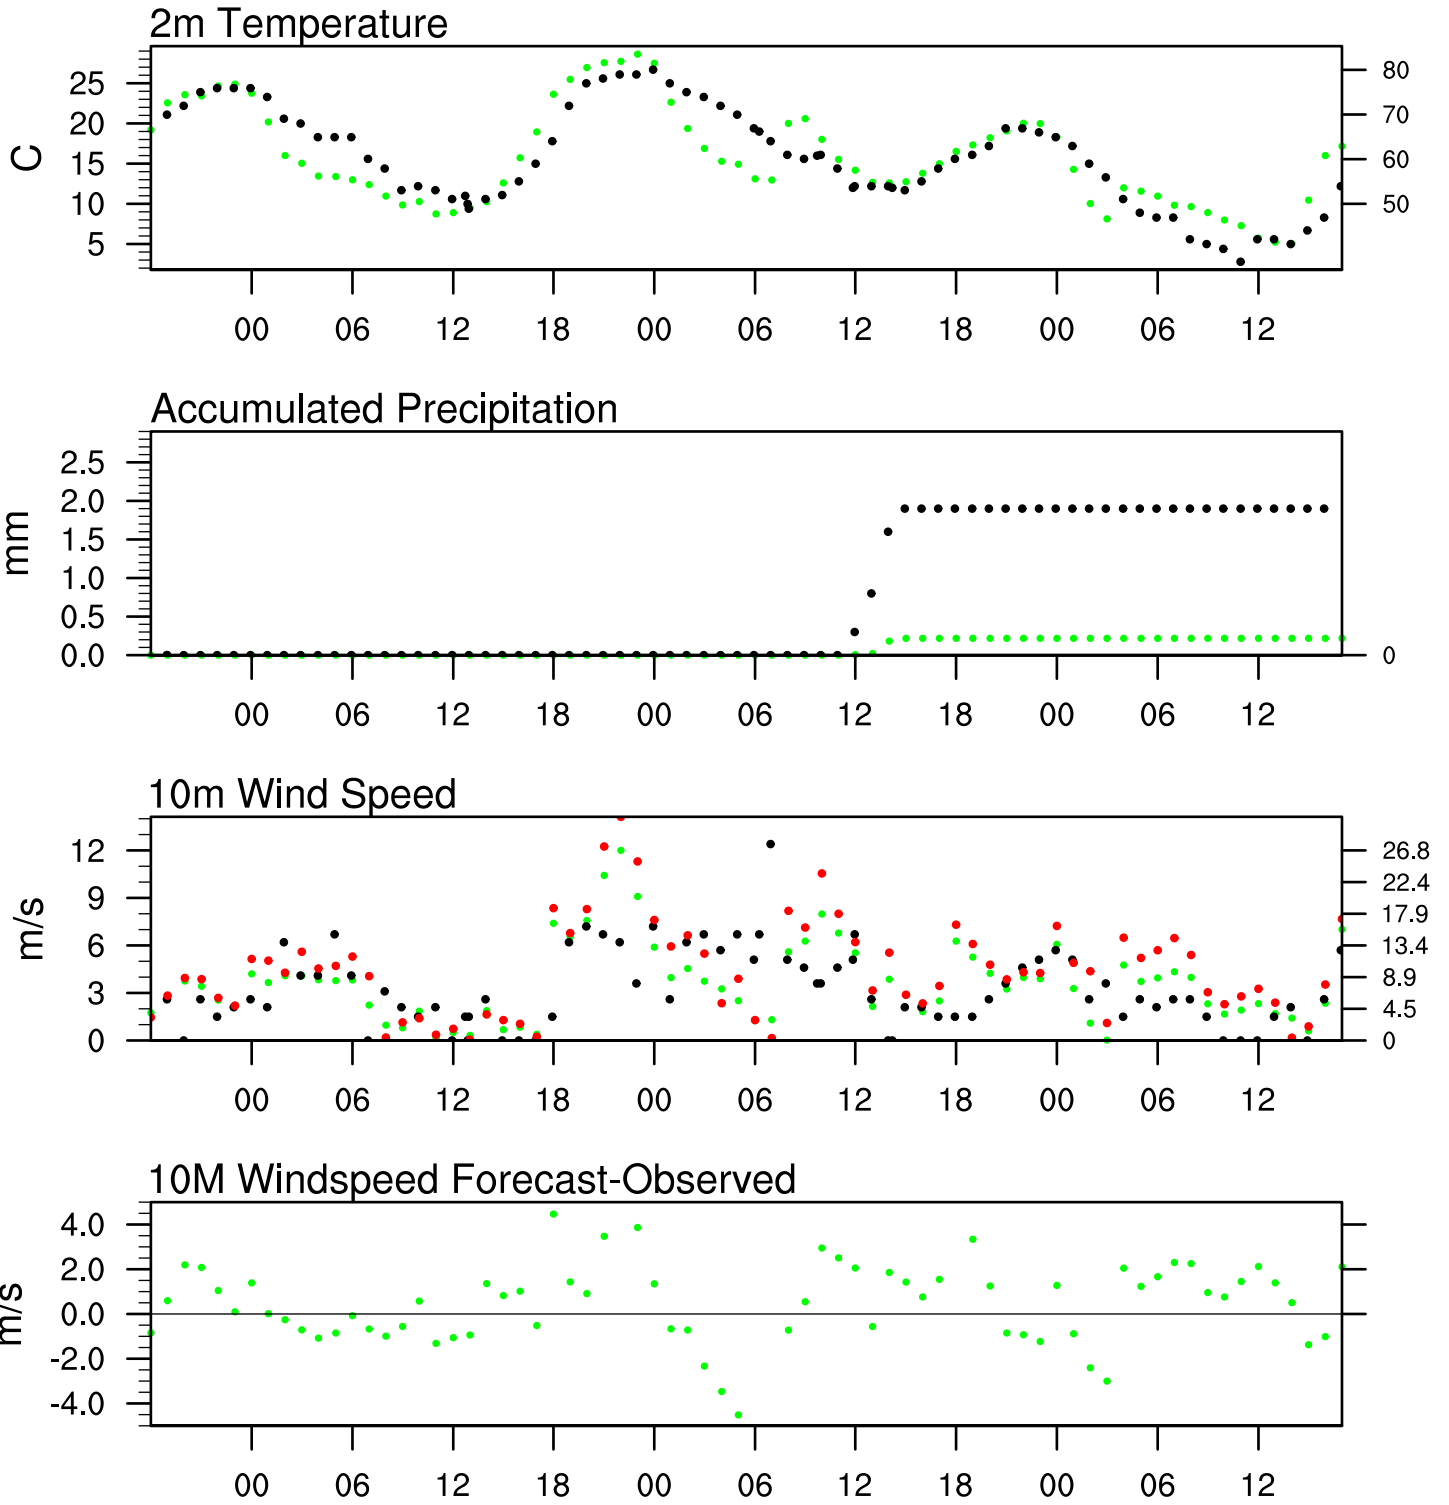 2m Temperature
25
20
15
10
5
C
80
70
60
50
00 06 12 18 00 06 12 18 00 06 12
Accumulated Precipitation
2.5
2.0
1.5
1.0
0.5
0.0
mm
0
00 06 12 18 00 06 12 18 00 06 12
10m Wind Speed
12
9
6
3
0
m/s
26.8
22.4
17.9
13.4
8.9
4.5
0
00 06 12 18 00 06 12 18 00 06 12
10M Windspeed Forecast-Observed
4.0
2.0
0.0
-2.0
-4.0
m/s
00 06 12 18 00 06 12 18 00 06 12